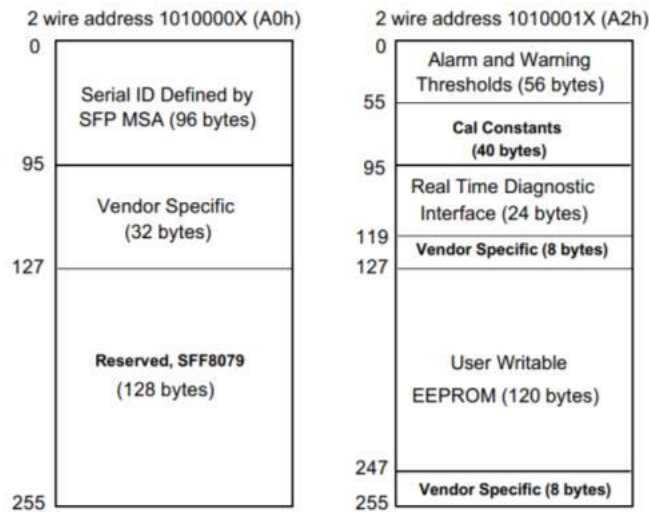 2 wire address 1010000X (A0h)
0
Serial ID Defined by
SFP MSA (96 bytes)
95
Vendor Specific
(32 bytes)
127
Reserved, SFF8079
(128 bytes)
255
2 wire address 1010001X (A2h)
0
Alarm and Warning
Thresholds (56 bytes)
55
Cal Constants
(40 bytes)
95
Real Time Diagnostic
Interface (24 bytes)
119
Vendor Specific (8 bytes)
127
User Writable
EEPROM (120 bytes)
247
Vendor Specific (8 bytes)
255